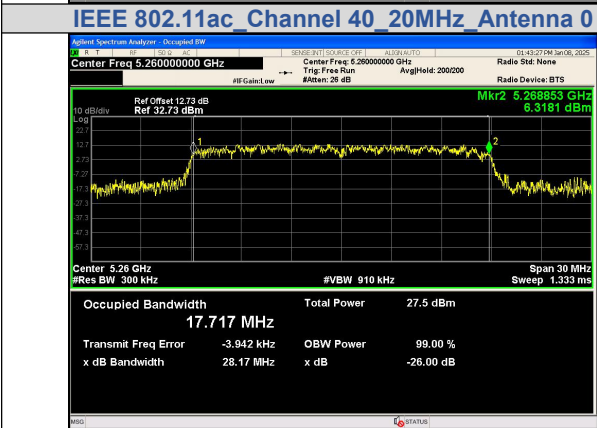 IEEE 802.11ac_Channel 40_20MHz_Antenna 0
Agilent Spectrum Analyzer - Occupied BW
R T RF 50 Ω AC SENSE:INT SOURCE OFF ALIGN AUTO 01:43:27 PM Jan 08, 2025
Center Freq 5.260000000 GHz Center Freq: 5.260000000 GHz Radio Std: None
Trig: Free Run Avg|Hold: 200/200
#IFGain:Low #Atten: 26 dB Radio Device: BTS
Mkr2 5.268853 GHz
6.3181 dBm
Ref Offset 12.73 dB
10 dB/div Ref 32.73 dBm
Log
22.7
12.7
2.73
-7.27
-17.3
-27.3
-37.3
-47.3
-57.3
1
2
Center 5.26 GHz Span 30 MHz
#Res BW 300 kHz #VBW 910 kHz Sweep 1.333 ms
Occupied Bandwidth Total Power 27.5 dBm
17.717 MHz
Transmit Freq Error -3.942 kHz OBW Power 99.00 %
x dB Bandwidth 28.17 MHz x dB -26.00 dB
MSG STATUS